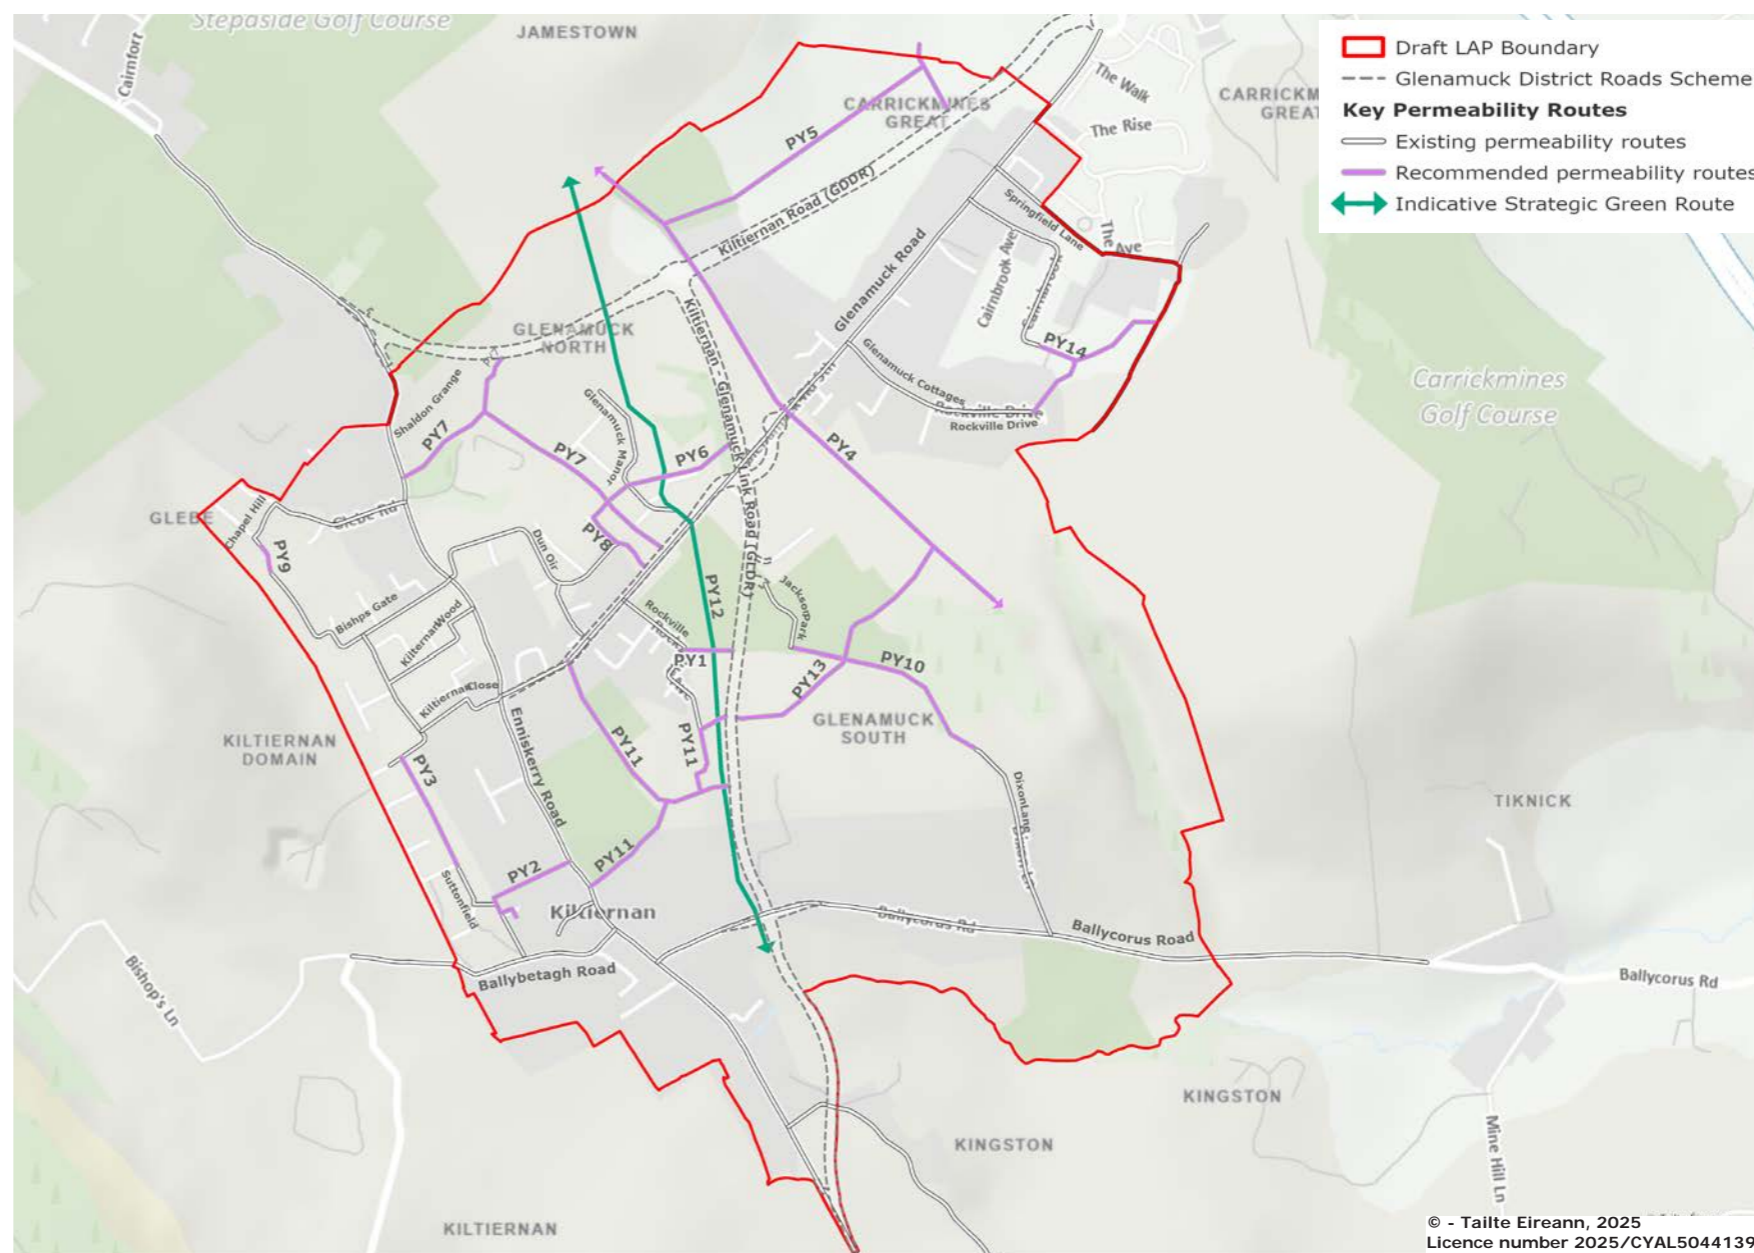 Stepaside Golf Course
JAMESTOWN
Cairnfort
CARRICKMINES
GREAT
The Walk
The Rise
CARRICKM
GREAT
Draft LAP Boundary
Glenamuck District Roads Scheme
Key Permeability Routes
Existing permeability routes
Recommended permeability routes
Indicative Strategic Green Route
PY5
Kiltiernan Road (GDDR)
Springfield Lane
The Ave
Glenamuck Road
Cairnbrook Ave
PY14
GLENAMUCK
NORTH
Kiltiernan - Glenamuck Link Road (GLDR)
Glenamuck Cottages
Rockville Drive
Rockville Drive
Carrickmines
Golf Course
Shaldon Grange
PY7
PY7
Glenamuck Manor
PY6
PY4
GLEBE
Chapel Hill
Glebe Rd
PY9
PY8
Dun Oir
PY12
Jackson Park
Bishps Gate
Kilternan Wood
Rockville
PY1
PY13
PY10
Kiltiernan Close
GLENAMUCK
SOUTH
KILTIERNAN
DOMAIN
PY3
Enniskerry Road
PY11
PY11
PY11
DixonLane
TIKNICK
PY2
Suttonfield
Kiltiernan
Ballycorus Rd
Ballycorus Road
Ballybetagh Road
Bishop's Ln
Ballycorus Rd
KINGSTON
KINGSTON
Mine Hill Ln
KILTIERNAN
© - Tailte Eireann, 2025
Licence number 2025/CYAL5044139